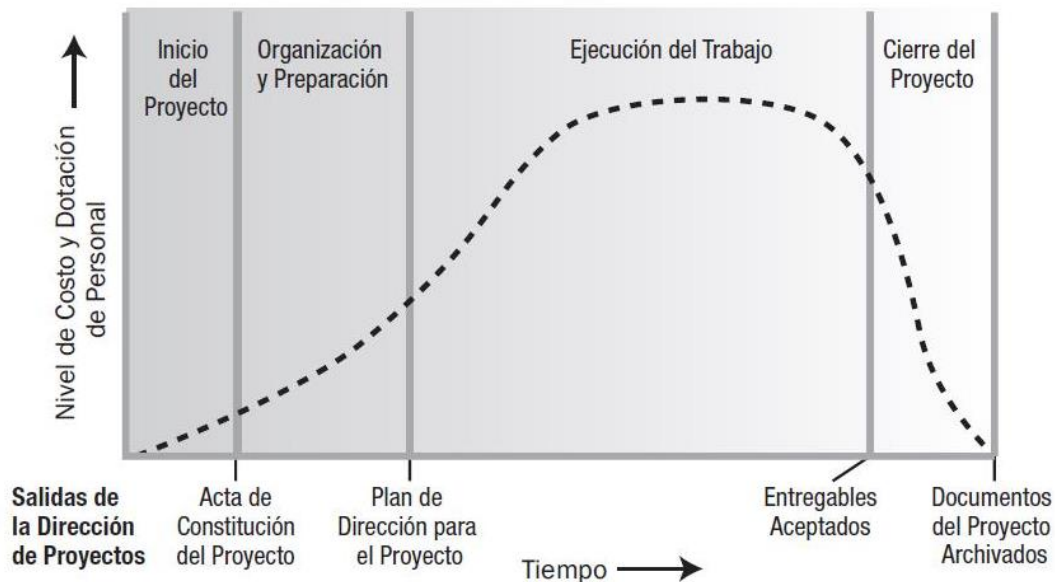 Inicio
del
Proyecto
Organización
y Preparación
Ejecución del Trabajo
Cierre del
Proyecto
Nivel de Costo y Dotación
de Personal
Salidas de
la Dirección
de Proyectos
Acta de
Constitución
del Proyecto
Plan de
Dirección para
el Proyecto
Entregables
Aceptados
Documentos
del Proyecto
Archivados
Tiempo